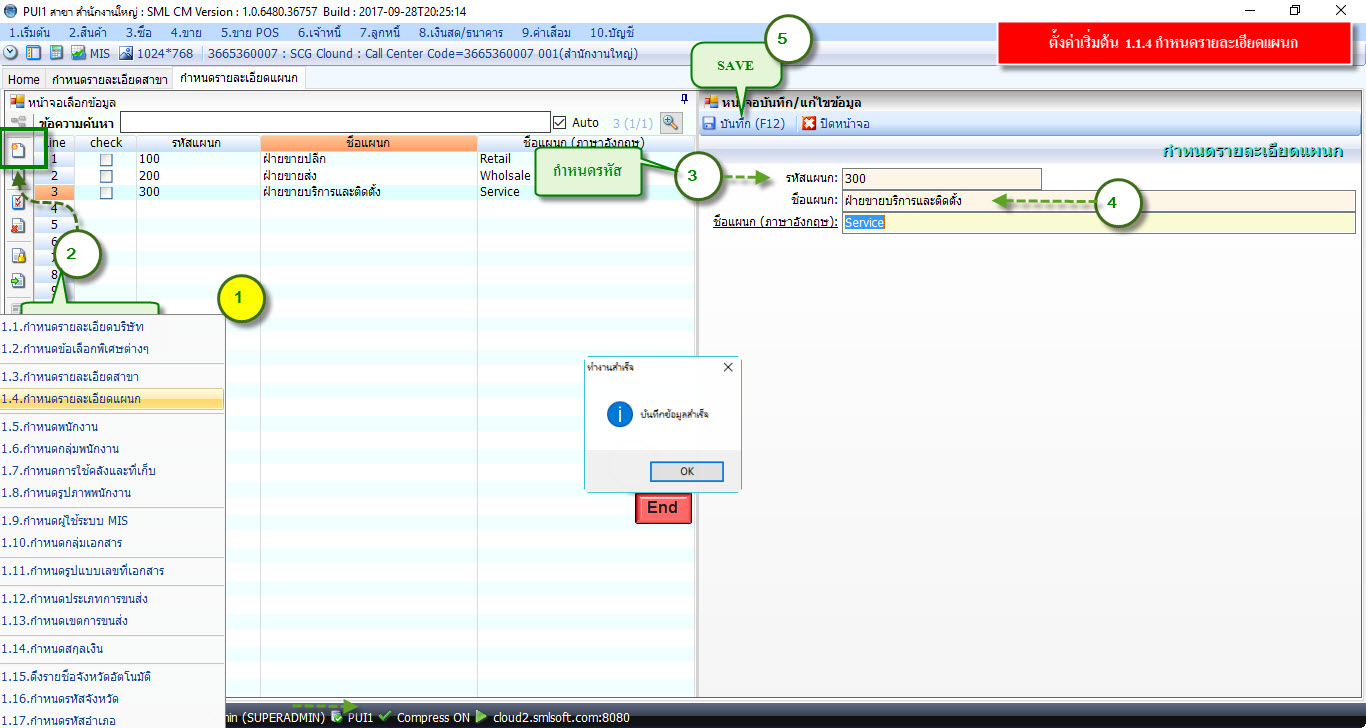 PUI1 สาขา สำนักงานใหญ่ : SML CM Version : 1.0.6480.36757 Build : 2017-09-28T20:25:14
1.เริ่มต้น 2.สินค้า 3.ซื้อ 4.ขาย 5.ขาย POS 6.เจ้าหนี้ 7.ลูกหนี้ 8.เงินสด/ธนาคาร 9.ค่าเสื่อม 10.บัญชี
MIS 1024*768 3665360007 : SCG Clound : Call Center Code=3665360007 001(สำนักงานใหญ่)
5
SAVE
ตั้งค่าเริ่มต้น 1.1.4 กำหนดรายละเอียดแผนก
Home กำหนดรายละเอียดสาขา กำหนดรายละเอียดแผนก
หน้าจอเลือกข้อมูล
ข้อความค้นหา Auto 3 (1/1)
Line check รหัสแผนก ชื่อแผนก ชื่อแผนก (ภาษาอังกฤษ)
1 100 ฝ่ายขายปลีก Retail
2 200 ฝ่ายขายส่ง Wholsale
3 300 ฝ่ายขายบริการและติดตั้ง Service
4
5
6
7
8
9
กำหนดรหัส
3
2
1
หน้าจอบันทึก/แก้ไขข้อมูล
บันทึก (F12) ปิดหน้าจอ
กำหนดรายละเอียดแผนก
รหัสแผนก: 300
ชื่อแผนก: ฝ่ายขายบริการและติดตั้ง
4
ชื่อแผนก (ภาษาอังกฤษ): Service
1.1.กำหนดรายละเอียดบริษัท
1.2.กำหนดข้อเลือกพิเศษต่างๆ
1.3.กำหนดรายละเอียดสาขา
1.4.กำหนดรายละเอียดแผนก
1.5.กำหนดพนักงาน
1.6.กำหนดกลุ่มพนักงาน
1.7.กำหนดการใช้คลังและที่เก็บ
1.8.กำหนดรูปภาพพนักงาน
1.9.กำหนดผู้ใช้ระบบ MIS
1.10.กำหนดกลุ่มเอกสาร
1.11.กำหนดรูปแบบเลขที่เอกสาร
1.12.กำหนดประเภทการขนส่ง
1.13.กำหนดเขตการขนส่ง
1.14.กำหนดสกุลเงิน
1.15.ดึงรายชื่อจังหวัดอัตโนมัติ
1.16.กำหนดรหัสจังหวัด
1.17.กำหนดรหัสอำเภอ
ทำงานสำเร็จ
บันทึกข้อมูลสำเร็จ
OK
End
min (SUPERADMIN) PUI1 Compress ON cloud2.smlsoft.com:8080